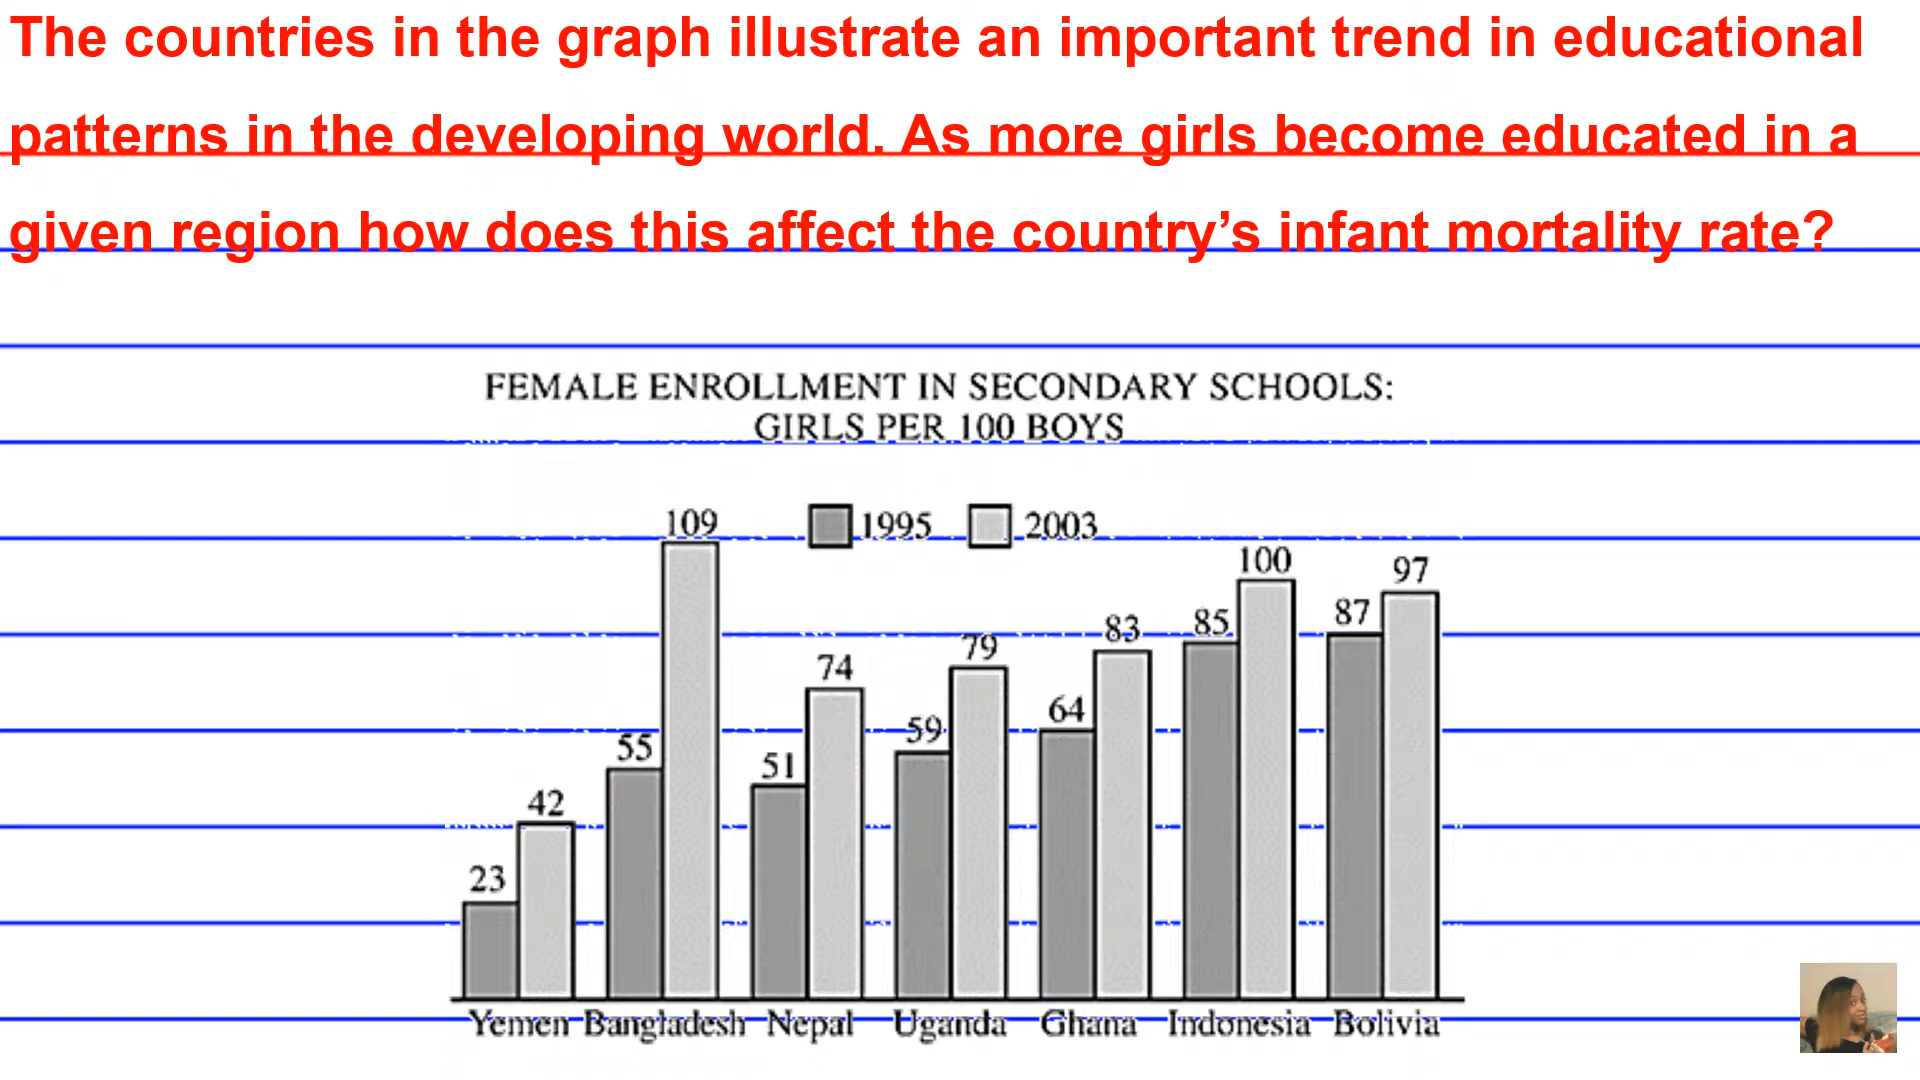 The countries in the graph illustrate an important trend in educational
patterns in the developing world. As more girls become educated in a
given region how does this affect the country’s infant mortality rate?
FEMALE ENROLLMENT IN SECONDARY SCHOOLS:
GIRLS PER 100 BOYS
1995 2003
23 42 55 109 51 74 59 79 64 83 85 100 87 97
Yemen Bangladesh Nepal Uganda Ghana Indonesia Bolivia